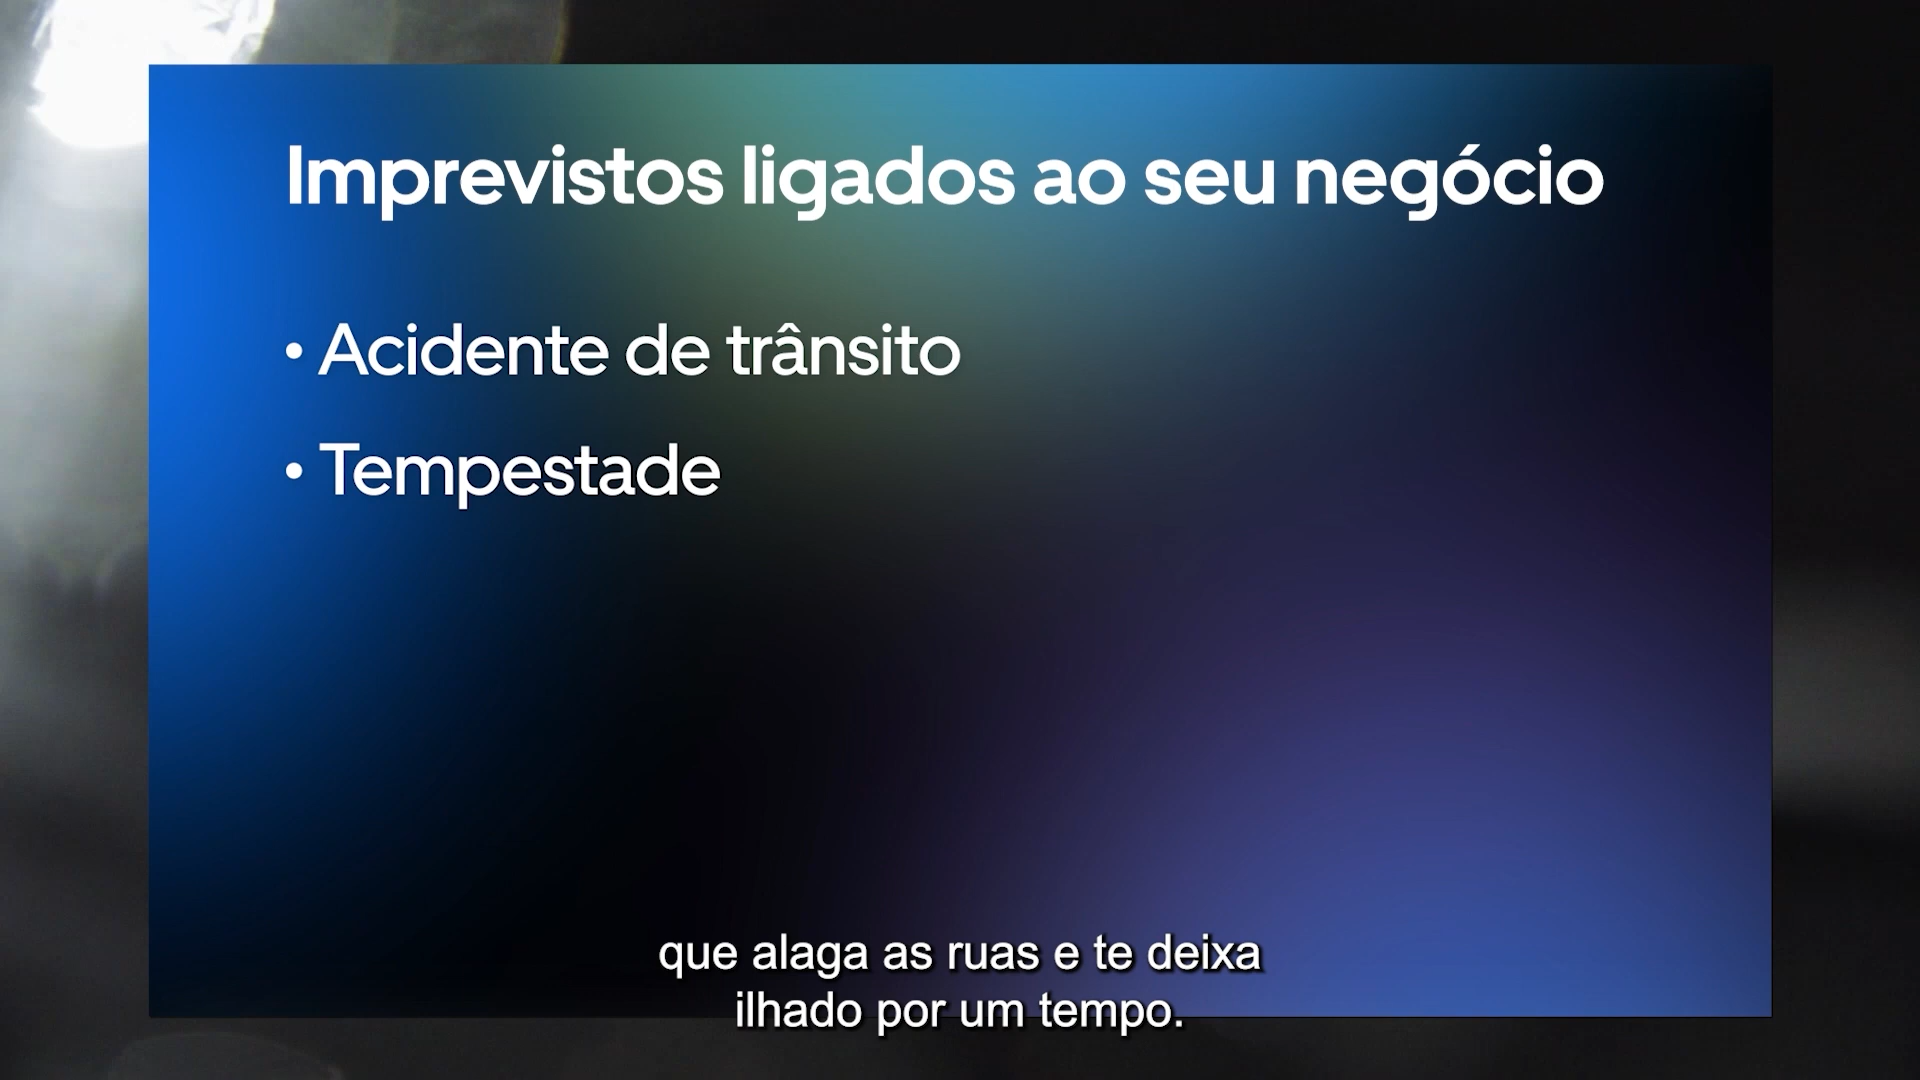 Imprevistos ligados ao seu negócio
• Acidente de trânsito
• Tempestade
que alaga as ruas e te deixa
ilhado por um tempo.